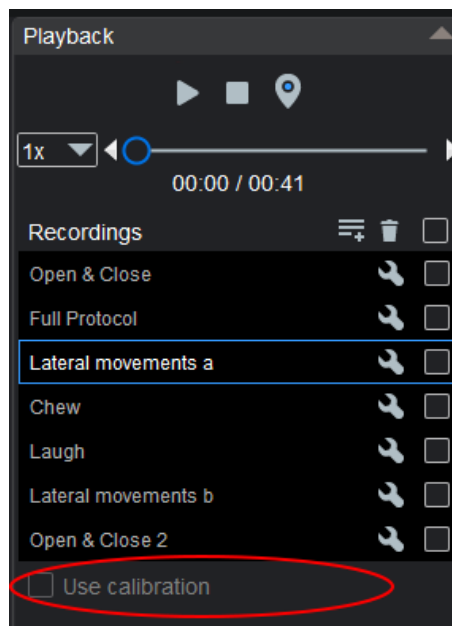 Playback
1x
00:00 / 00:41
Recordings
Open & Close
Full Protocol
Lateral movements a
Chew
Laugh
Lateral movements b
Open & Close 2
Use calibration